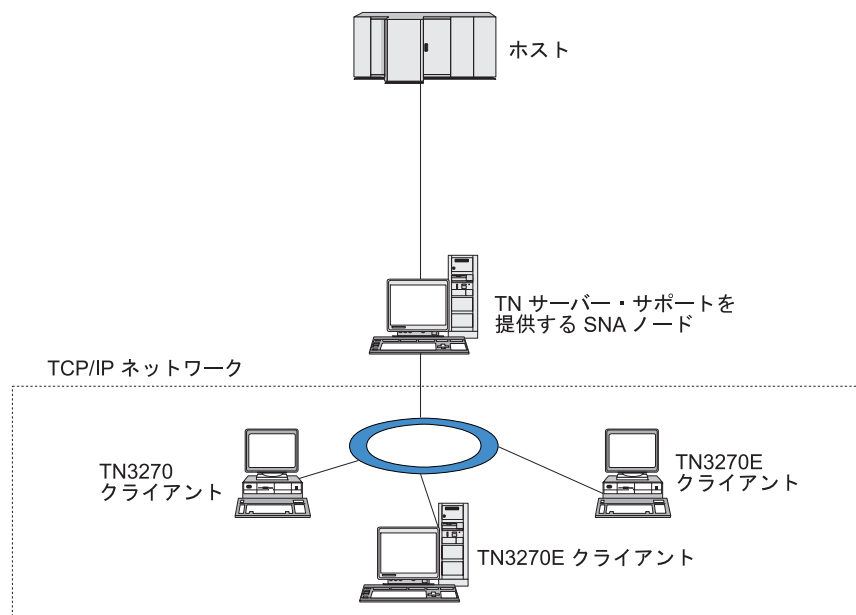 ホスト
TN サーバー・サポートを
提供する SNA ノード
TCP/IP ネットワーク
TN3270
クライアント
TN3270E
クライアント
TN3270E クライアント